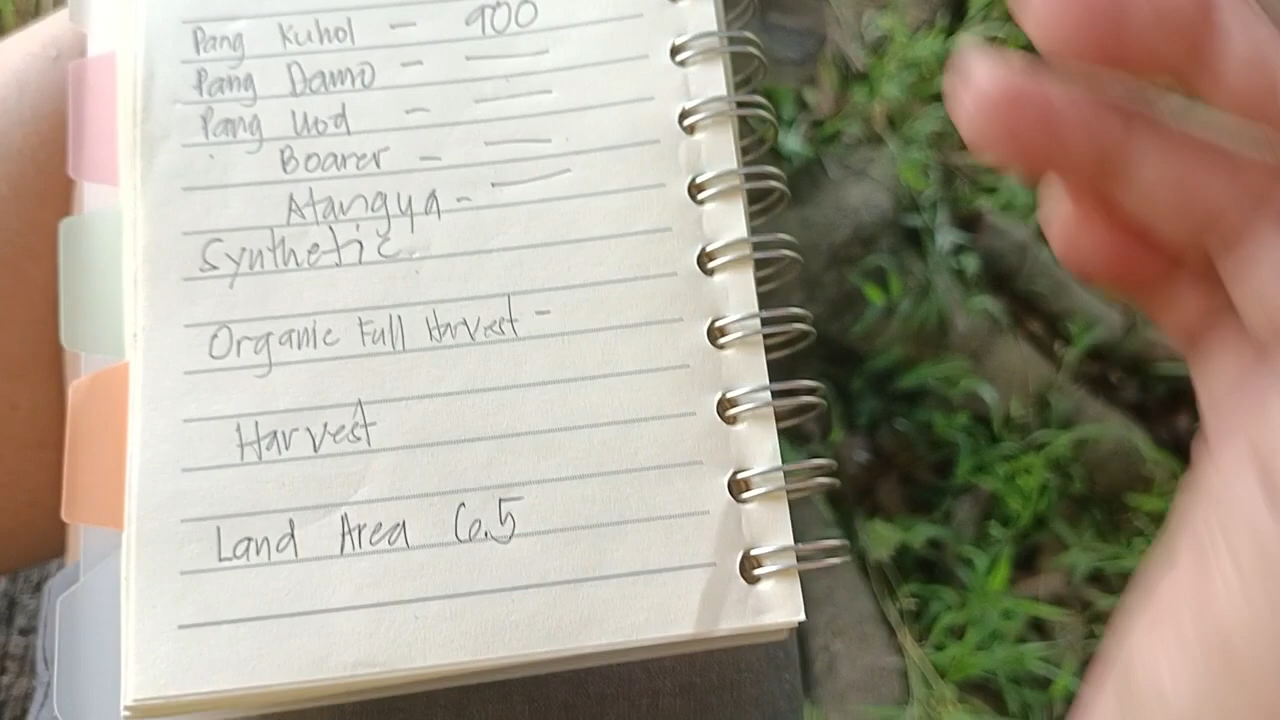 Pang Kuhol - 900
Pang Damo - —
Pang Uod - —
Boarer - —
Atangya - —
Synthetic.
Organic Full Harvest -
Harvest
Land Area 6.5